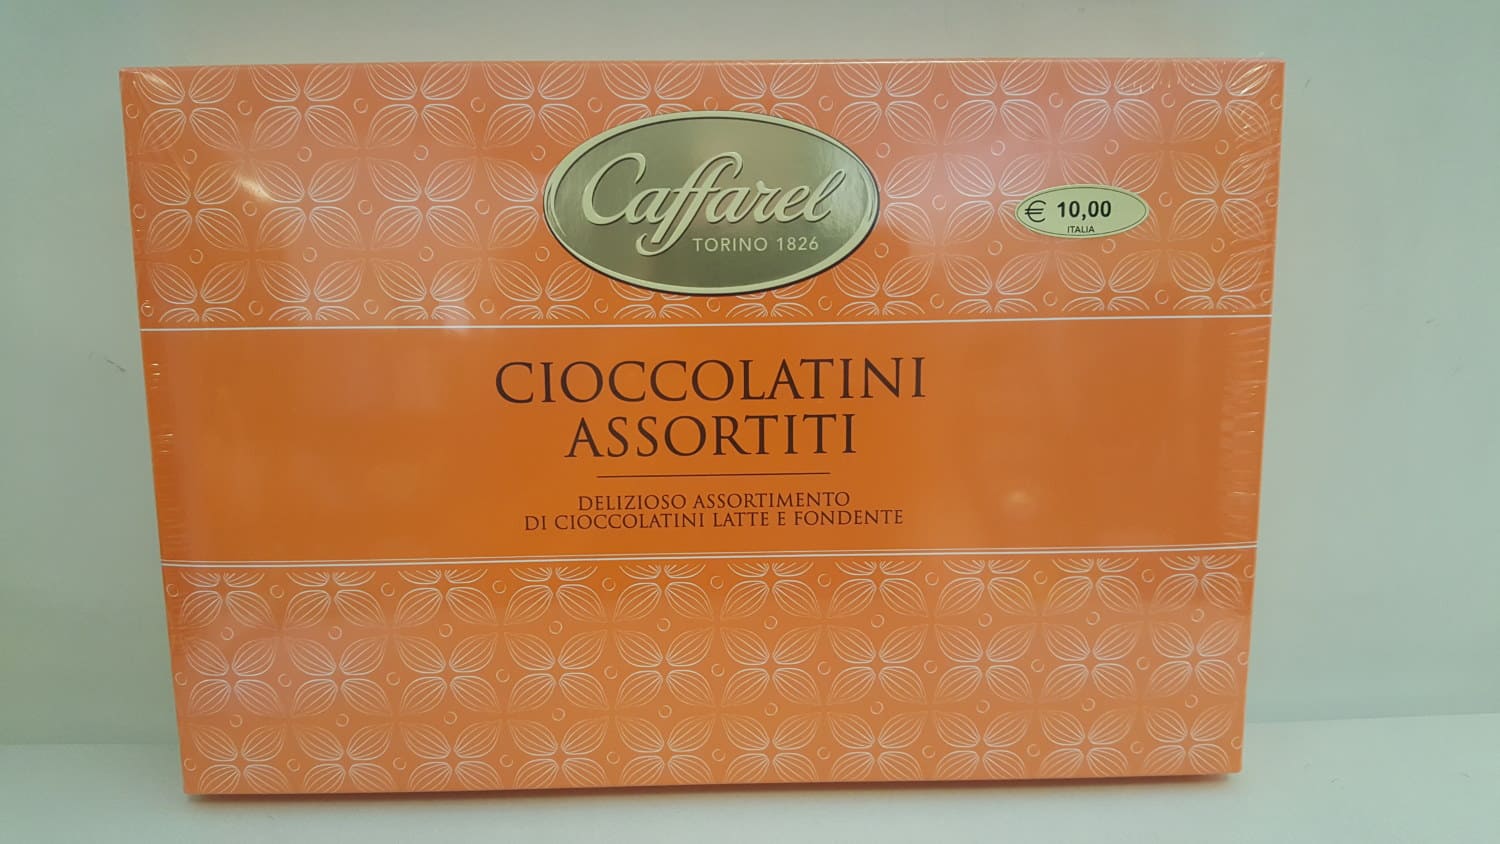 Caffarel
TORINO 1826
€ 10,00
ITALIA
CIOCCOLATINI
ASSORTITI
DELIZIOSO ASSORTIMENTO
DI CIOCCOLATINI LATTE E FONDENTE